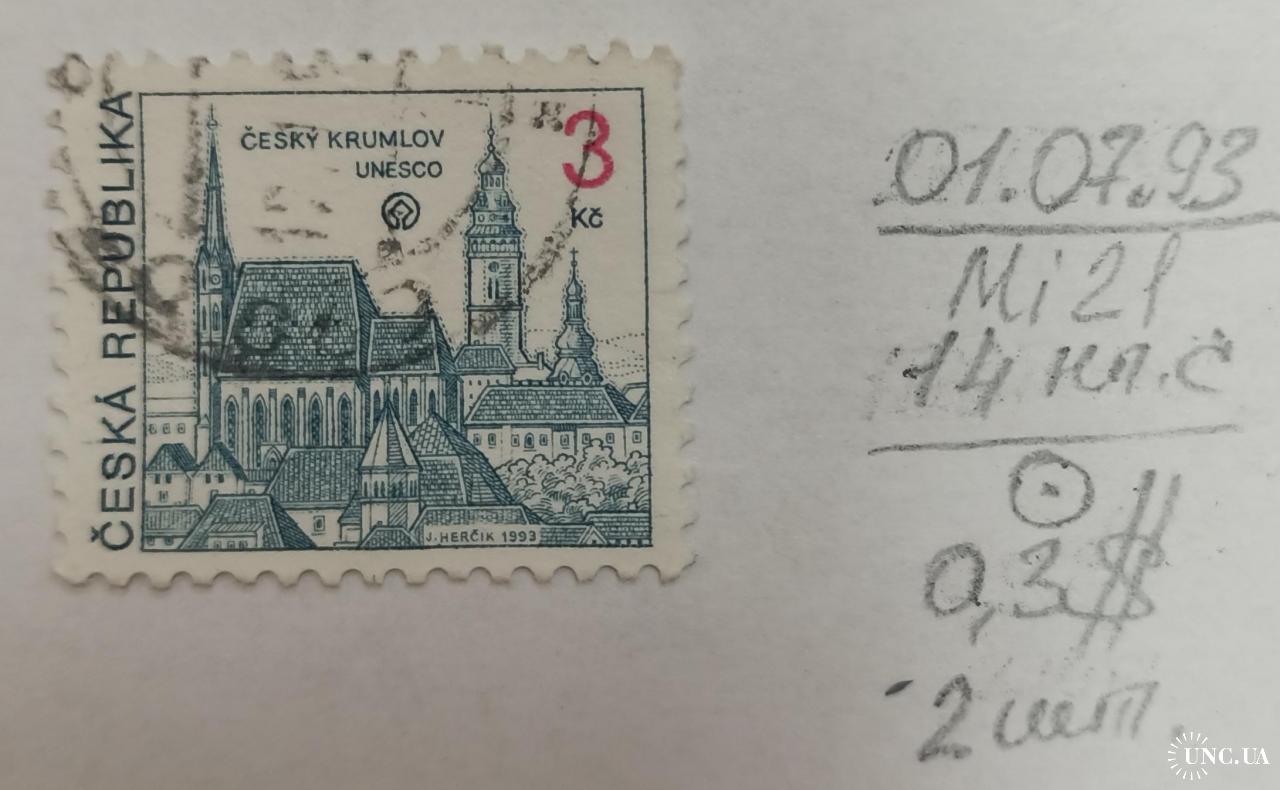 ČESKÁ REPUBLIKA
ČESKÝ KRUMLOV
UNESCO
3
Kč
J. HERČIK 1993
01.07.93
Mi 21
14 кл.č
0,3 $
2 шт.
UNC.UA